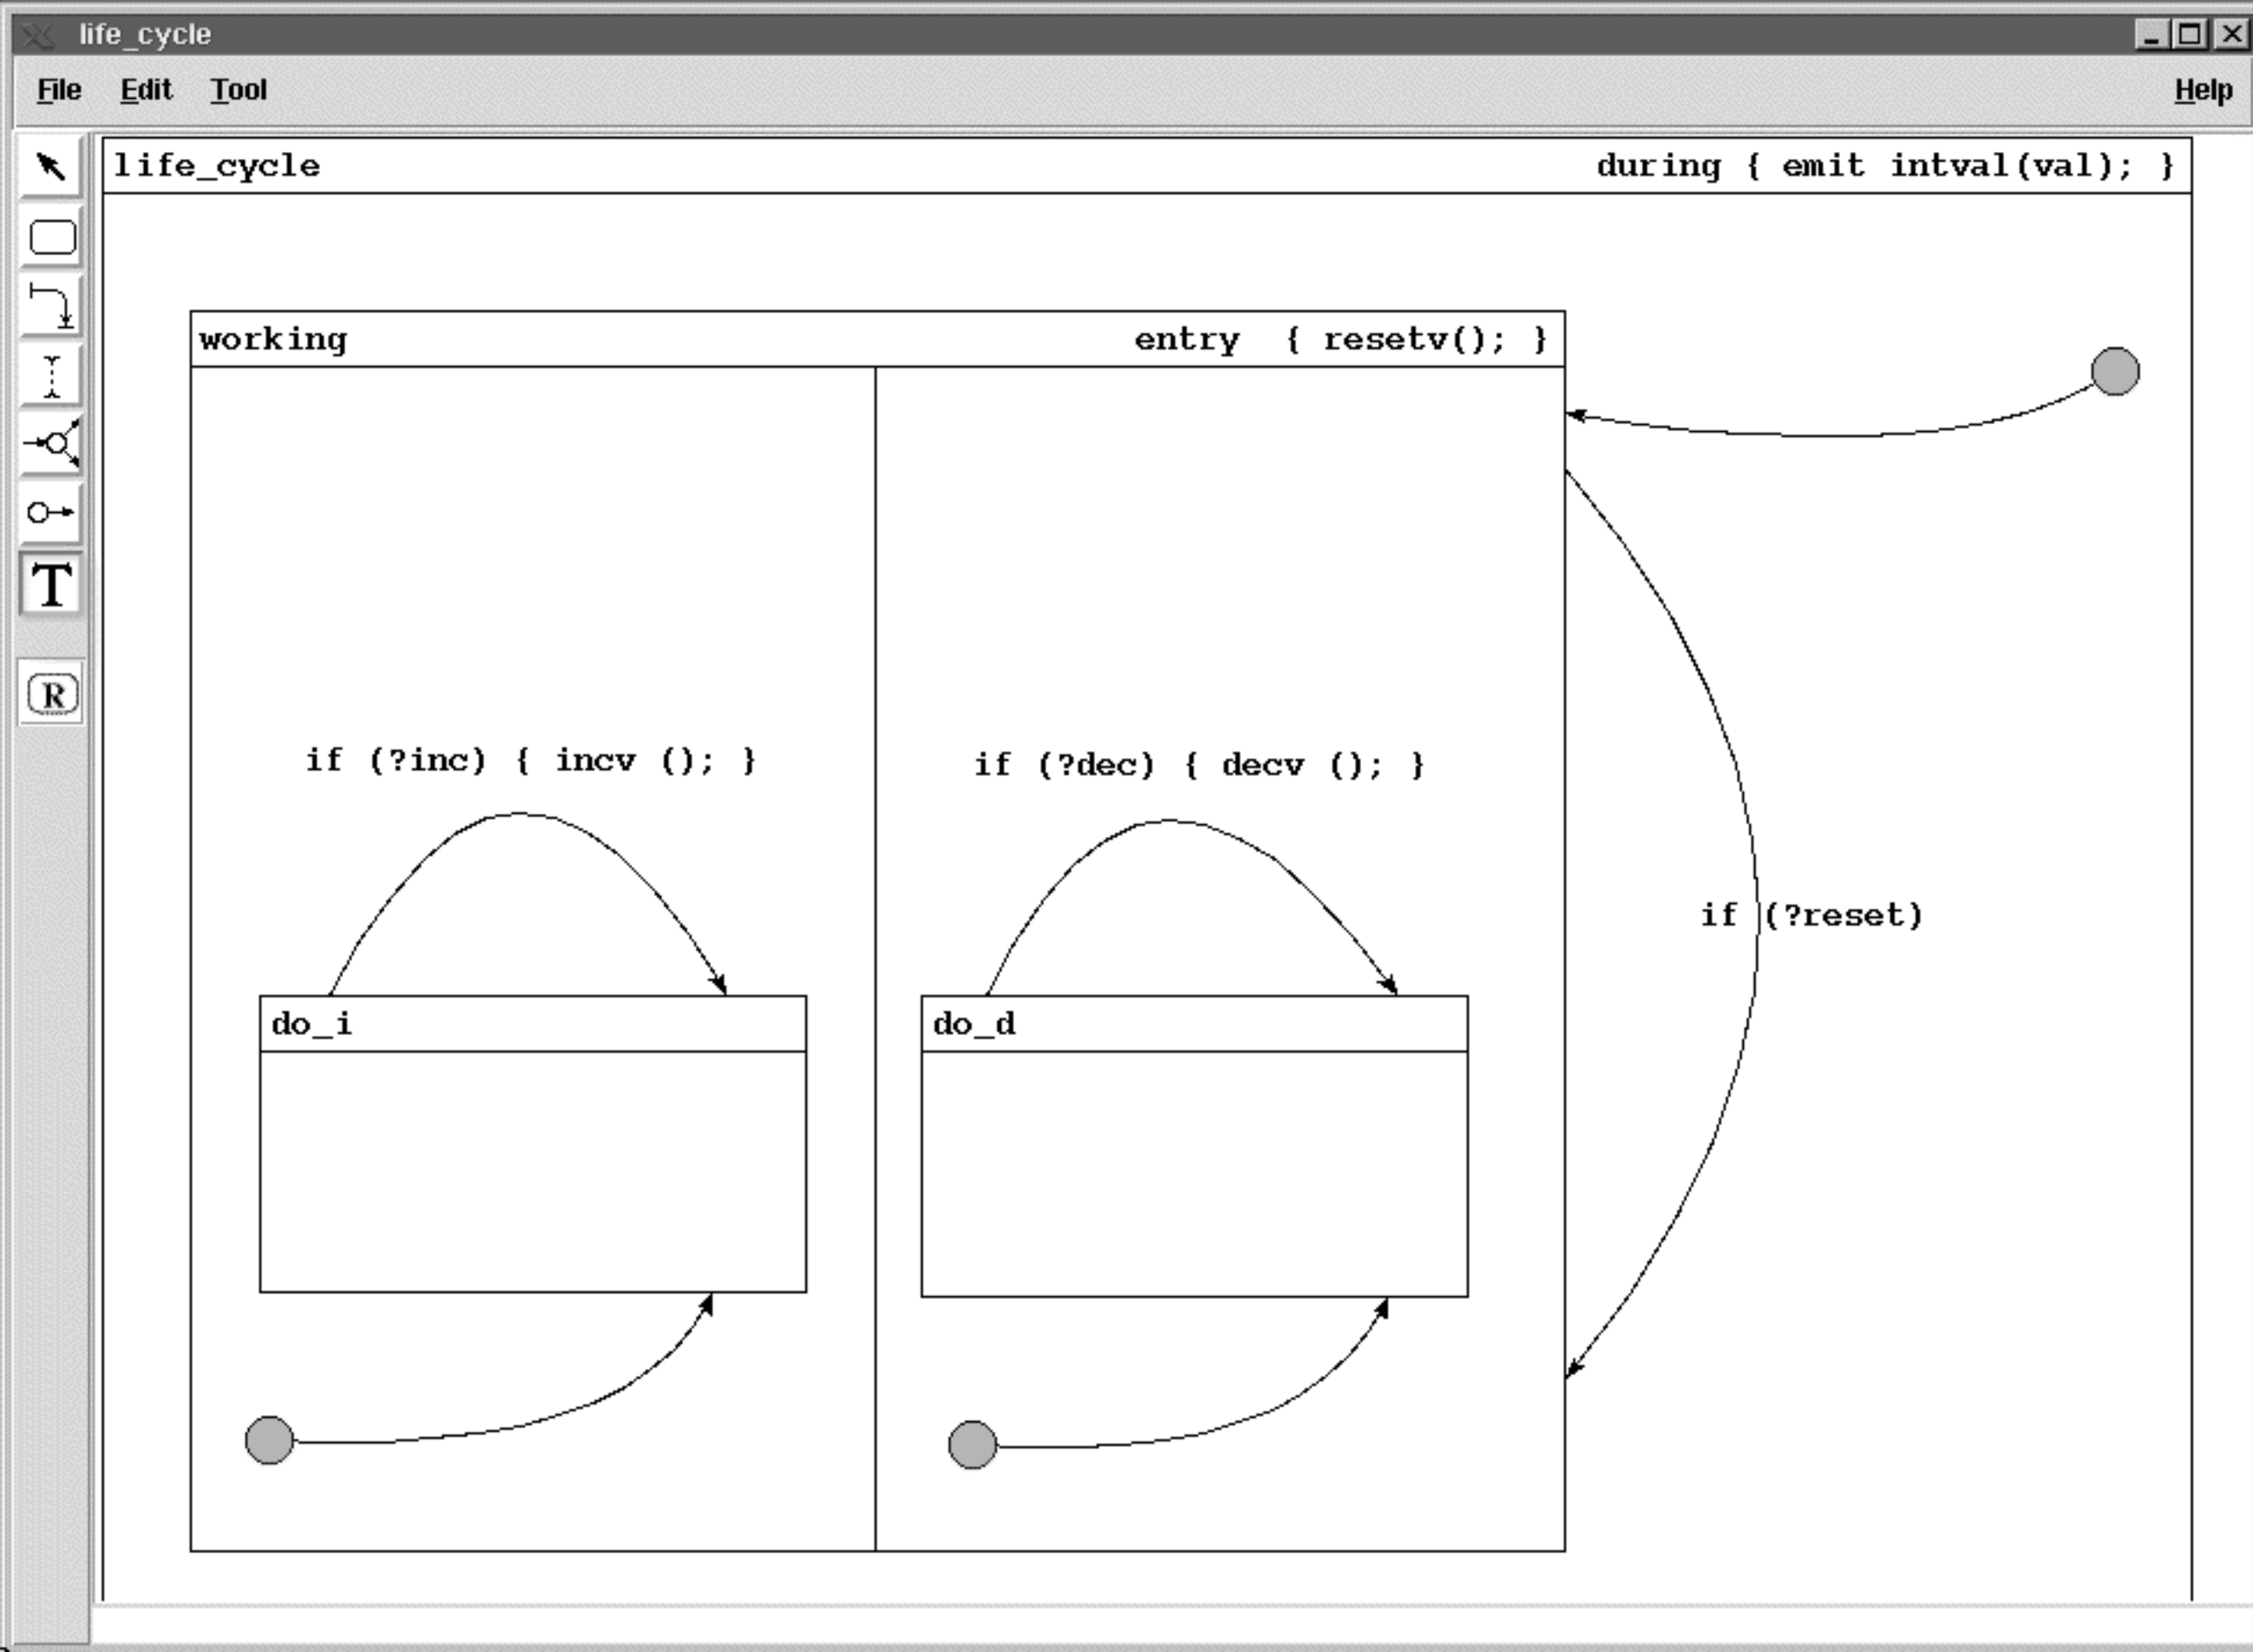 life_cycle
File Edit Tool Help
life_cycle during { emit intval(val); }
working entry { resetv(); }
T
R
if (?inc) { incv (); } if (?dec) { decv (); }
if (?reset)
do_i do_d